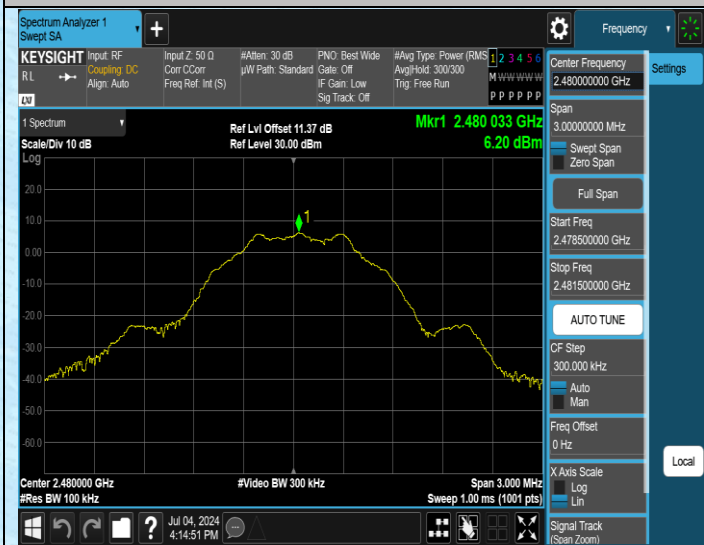 Spectrum Analyzer 1
Swept SA
+
Frequency
KEYSIGHT
RL
LXI
Input: RF
Coupling: DC
Align: Auto
Input Z: 50 Ω
Corr CCorr
Freq Ref: Int (S)
#Atten: 30 dB
µW Path: Standard
PNO: Best Wide
Gate: Off
IF Gain: Low
Sig Track: Off
#Avg Type: Power (RMS
Avg|Hold: 300/300
Trig: Free Run
1 2 3 4 5 6
M W W W W W
P P P P P P
Center Frequency
2.480000000 GHz
Settings
Span
3.00000000 MHz
Swept Span
Zero Span
Full Span
Start Freq
2.478500000 GHz
Stop Freq
2.481500000 GHz
AUTO TUNE
CF Step
300.000 kHz
Auto
Man
Freq Offset
0 Hz
X Axis Scale
Log
Lin
Signal Track
(Span Zoom)
Local
1 Spectrum
Scale/Div 10 dB
Log
Ref Lvl Offset 11.37 dB
Ref Level 30.00 dBm
Mkr1 2.480 033 GHz
6.20 dBm
1
20.0
10.0
0.00
-10.0
-20.0
-30.0
-40.0
-50.0
-60.0
Center 2.480000 GHz
#Res BW 100 kHz
#Video BW 300 kHz
Span 3.000 MHz
Sweep 1.00 ms (1001 pts)
?
Jul 04, 2024
4:14:51 PM